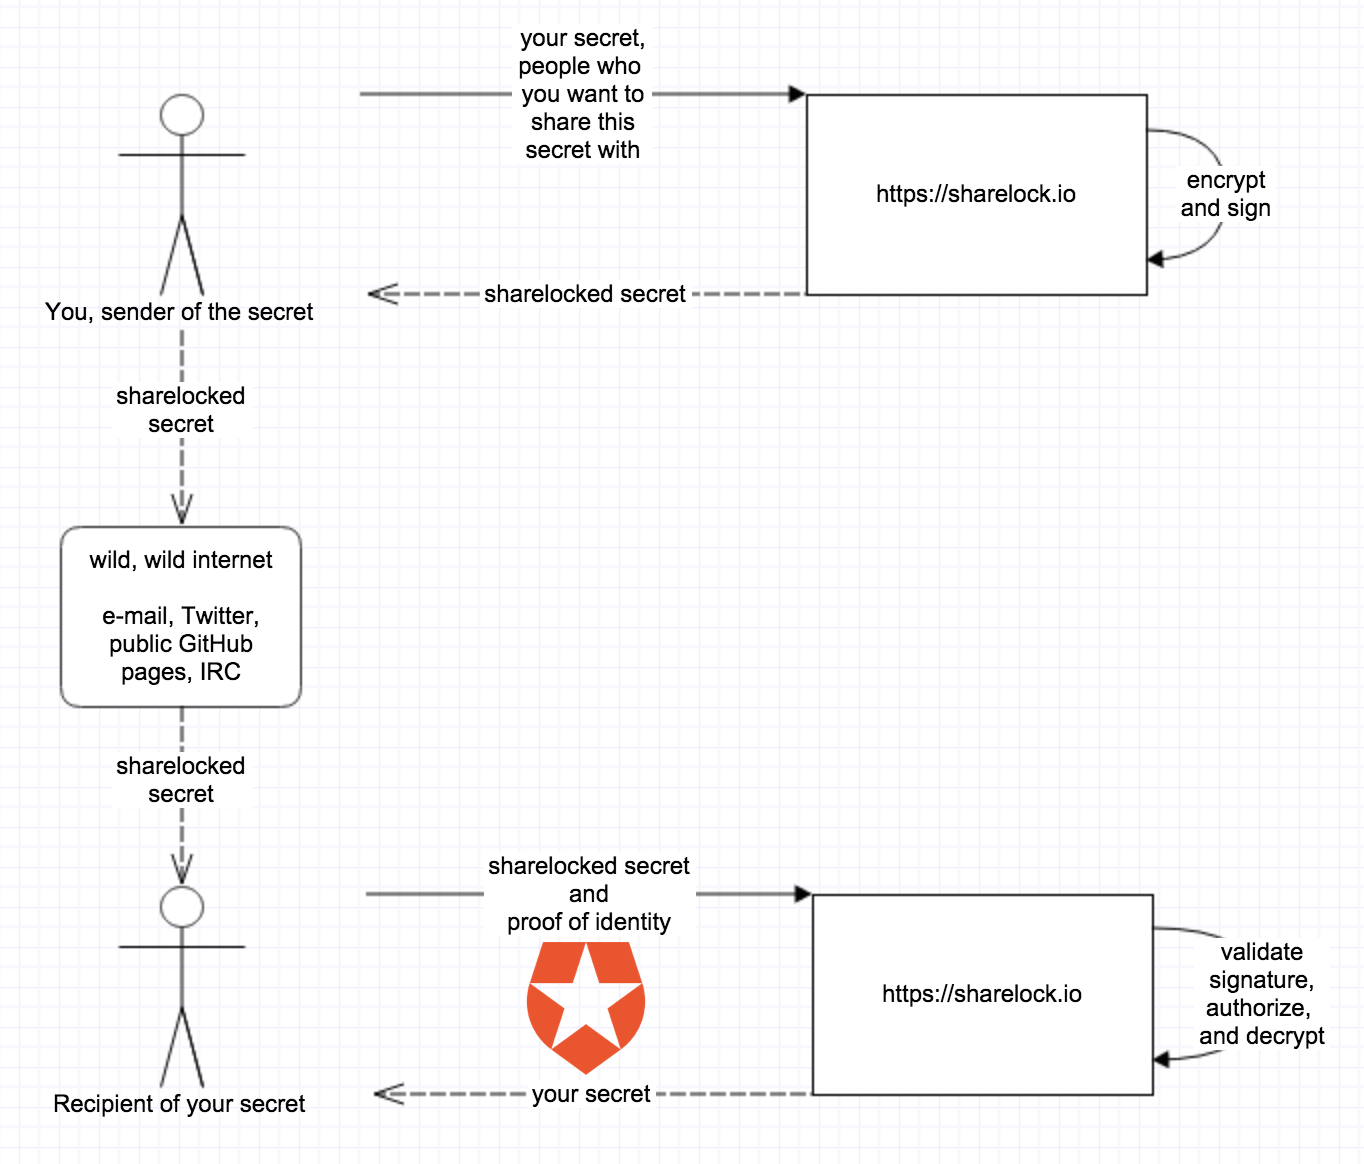 your secret,
people who
you want to
share this
secret with
https://sharelock.io
encrypt
and sign
sharelocked secret
You, sender of the secret
sharelocked
secret
wild, wild internet
e-mail, Twitter,
public GitHub
pages, IRC
sharelocked
secret
sharelocked secret
and
proof of identity
https://sharelock.io
validate
signature,
authorize,
and decrypt
your secret
Recipient of your secret